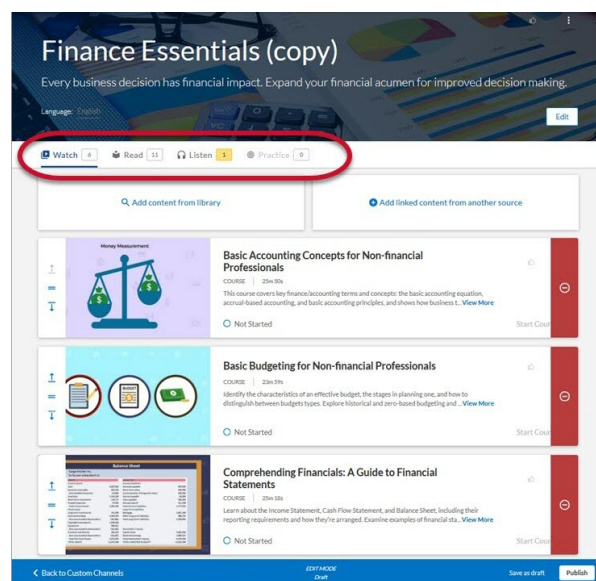 Finance Essentials (copy)
Every business decision has financial impact. Expand your financial acumen for improved decision making.
Language: English
Edit
Watch 6 Read 11 Listen 1 Practice 0
Add content from library
Add linked content from another source
Money Measurement
Basic Accounting Concepts for Non-financial
Professionals
COURSE | 25m 50s
This course covers key finance/accounting terms and concepts: the basic accounting equation,
accrual-based accounting, and basic accounting principles, and shows how business t... View More
Not Started
Start Cour
BUDGET
Basic Budgeting for Non-financial Professionals
COURSE | 23m 59s
Identify the characteristics of an effective budget, the stages in planning one, and how to
distinguish between budgets types. Explore historical and zero-based budgeting and ... View More
Not Started
Start Cour
Balance Sheet
Comprehending Financials: A Guide to Financial
Statements
COURSE | 25m 18s
Learn about the Income Statement, Cash Flow Statement, and Balance Sheet, including their
reporting requirements and how they're arranged. Examine examples of financial sta... View More
Not Started
Start Cour
Back to Custom Channels
EDIT MODE
Draft
Save as draft
Publish